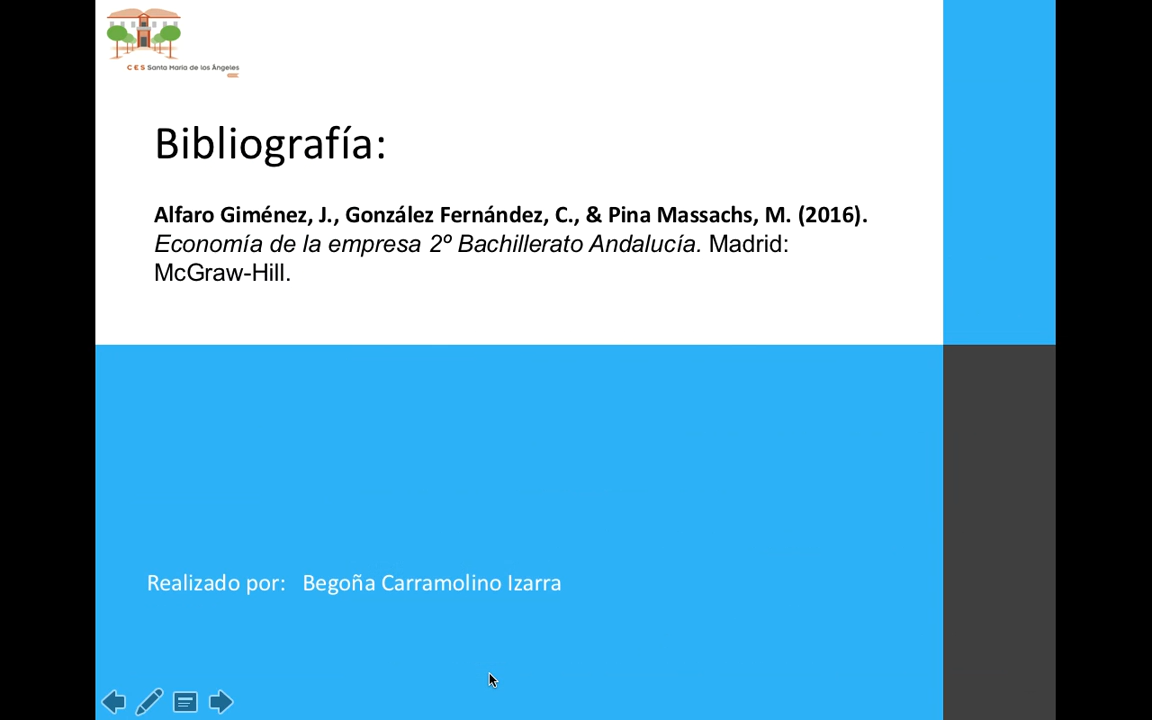 C E S Santa María de los Ángeles
Bibliografía:
Alfaro Giménez, J., González Fernández, C., & Pina Massachs, M. (2016).
Economía de la empresa 2º Bachillerato Andalucía. Madrid:
McGraw-Hill.
Realizado por: Begoña Carramolino Izarra